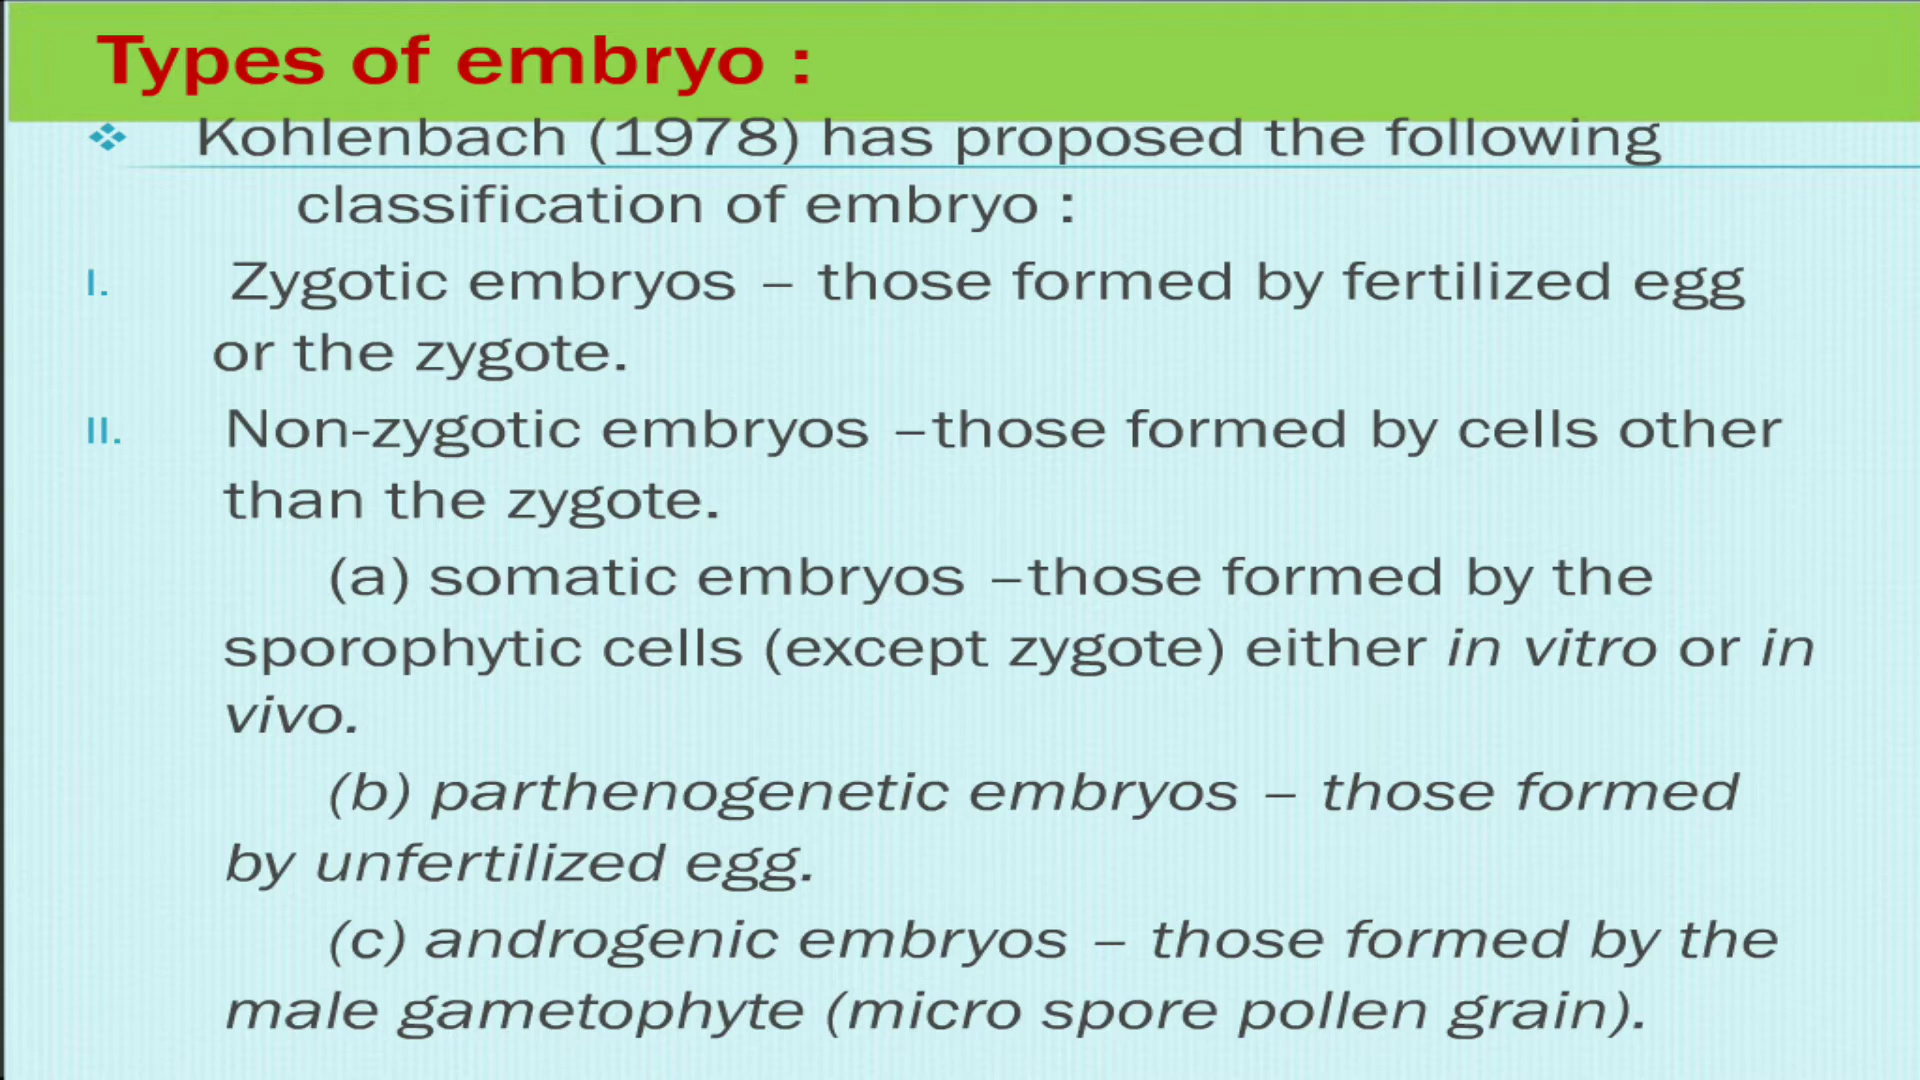 Types of embryo :
❖ Kohlenbach (1978) has proposed the following
classification of embryo :
I. Zygotic embryos – those formed by fertilized egg
or the zygote.
II. Non-zygotic embryos –those formed by cells other
than the zygote.
(a) somatic embryos –those formed by the
sporophytic cells (except zygote) either in vitro or in
vivo.
(b) parthenogenetic embryos – those formed
by unfertilized egg.
(c) androgenic embryos – those formed by the
male gametophyte (micro spore pollen grain).